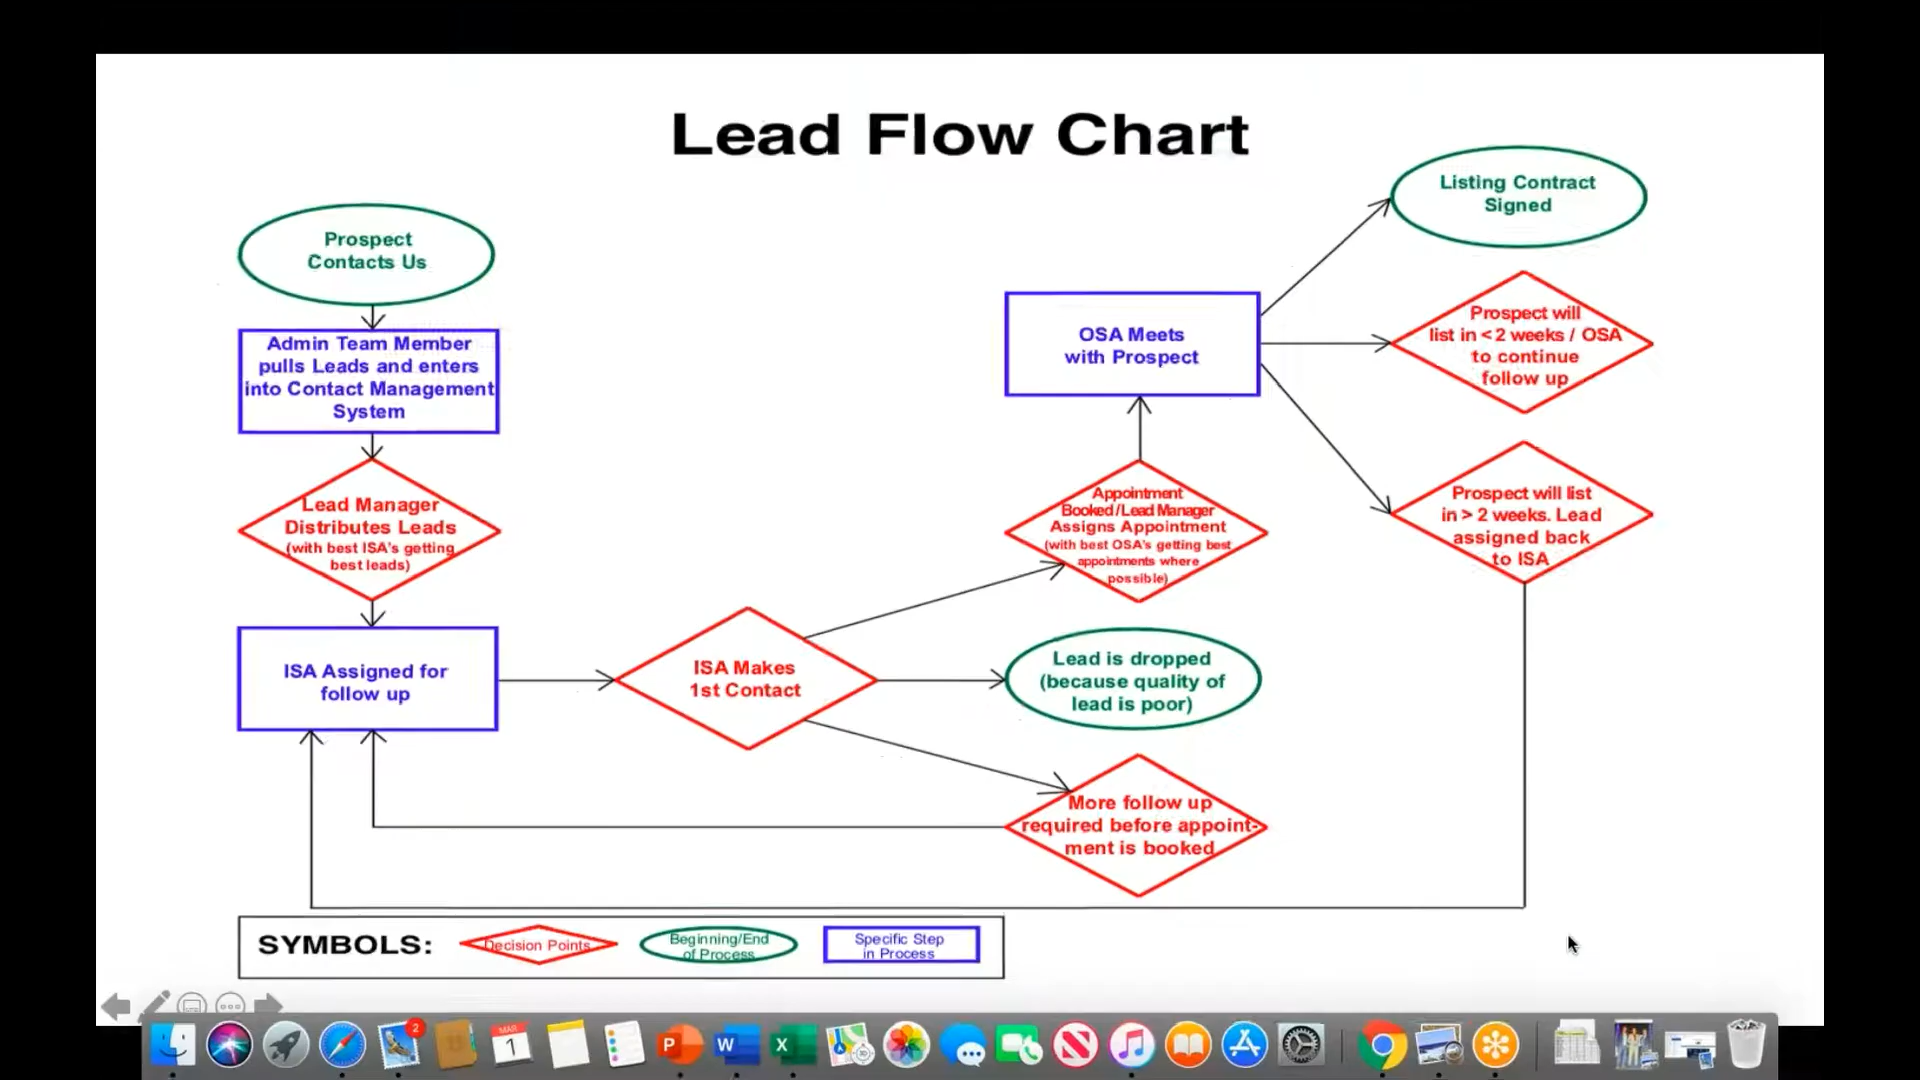 Lead Flow Chart
Prospect
Contacts Us
Admin Team Member
pulls Leads and enters
into Contact Management
System
Lead Manager
Distributes Leads
(with best ISA's getting
best leads)
ISA Assigned for
follow up
ISA Makes
1st Contact
Appointment
Booked/Lead Manager
Assigns Appointment
(with best OSA's getting best
appointments where
possible)
Lead is dropped
(because quality of
lead is poor)
More follow up
required before appoint-
ment is booked
OSA Meets
with Prospect
Listing Contract
Signed
Prospect will
list in < 2 weeks / OSA
to continue
follow up
Prospect will list
in > 2 weeks. Lead
assigned back
to ISA
SYMBOLS:
Decision Points
Beginning/End
of Process
Specific Step
in Process
2
MAR
1
P
W
X
3D